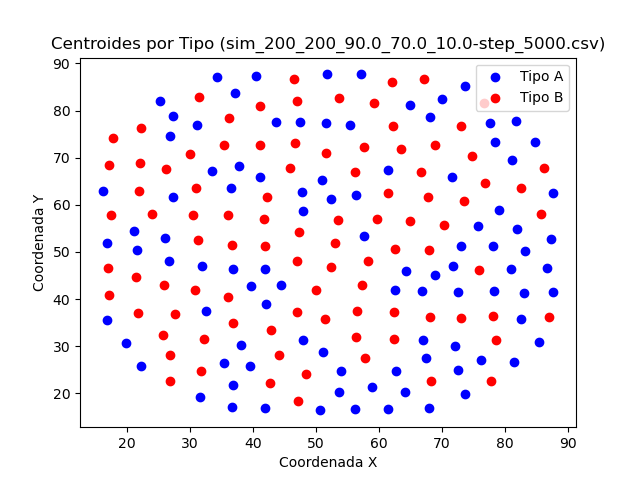 Centroides por Tipo (sim_200_200_90.0_70.0_10.0-step_5000.csv)
Tipo A
Tipo B
90
80
70
60
50
40
30
20
Coordenada Y
20 30 40 50 60 70 80 90
Coordenada X